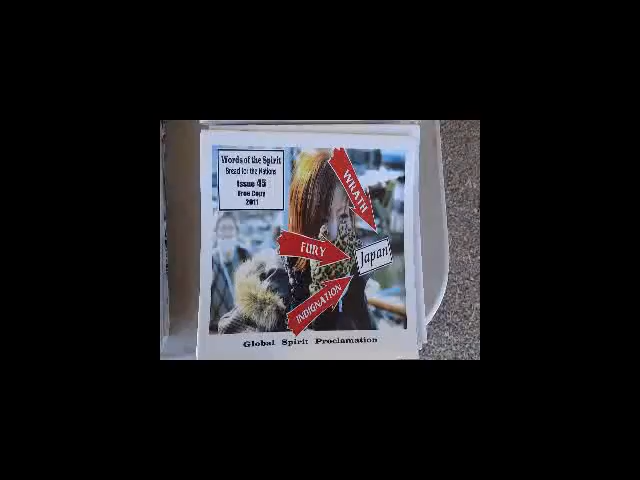 Words of the Spirit
Bread for the Nations
Issue 45
Free Copy
2011
WRATH
FURY
Japan
INDIGNATION
Global Spirit Proclamation